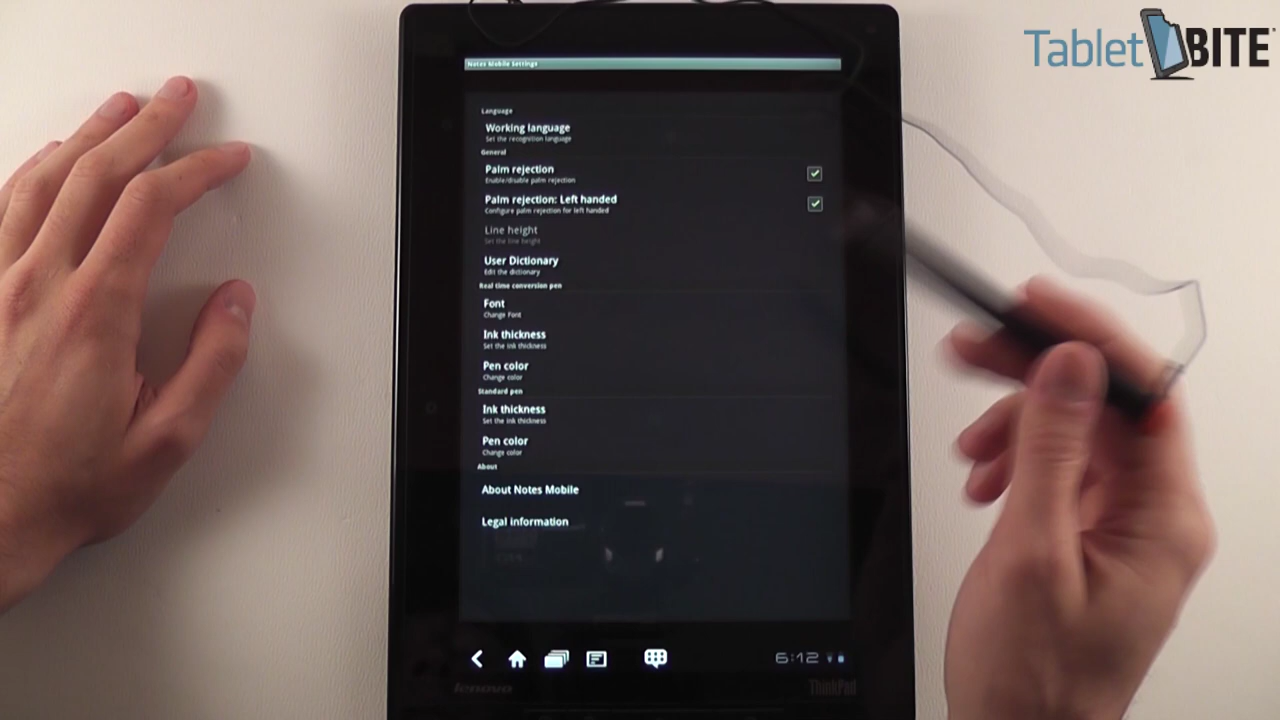 Tablet BITE
Notes Mobile Settings
Language
Working language
Set the recognition language
General
Palm rejection
Enable/disable palm rejection
Palm rejection: Left handed
Configure palm rejection for left handed
Line height
Set the line height
User Dictionary
Edit the dictionary
Real time conversion pen
Font
Change Font
Ink thickness
Set the ink thickness
Pen color
Change color
Standard pen
Ink thickness
Set the ink thickness
Pen color
Change color
About
About Notes Mobile
Legal information
6:12
lenovo
ThinkPad